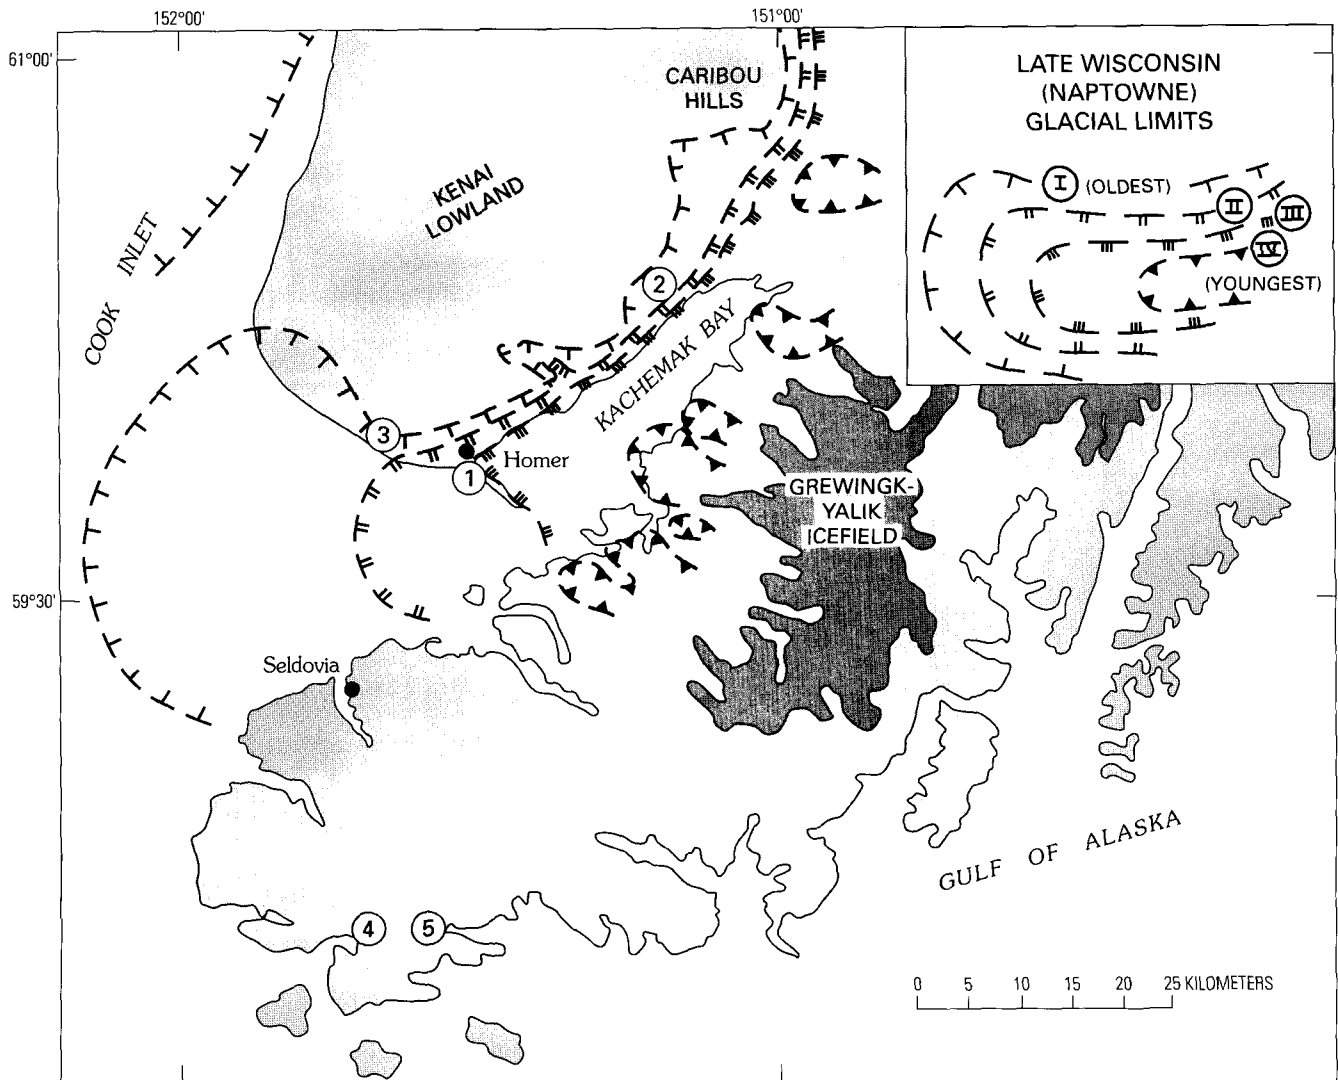 152°00'
151°00'
61°00'
CARIBOU
HILLS
LATE WISCONSIN
(NAPTOWNE)
GLACIAL LIMITS
I (OLDEST)
II
III
IV
(YOUNGEST)
KENAI
LOWLAND
COOK INLET
2
KACHEMAK BAY
3
Homer
1
GREWINGK-
YALIK
ICEFIELD
59°30'
Seldovia
GULF OF ALASKA
4
5
0 5 10 15 20 25 KILOMETERS